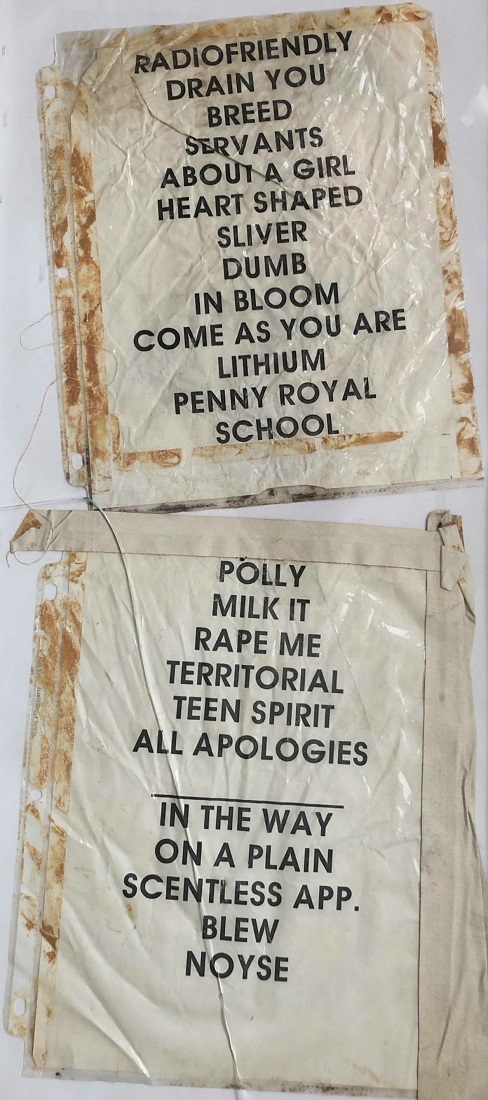 RADIOFRIENDLY
DRAIN YOU
BREED
SERVANTS
ABOUT A GIRL
HEART SHAPED
SLIVER
DUMB
IN BLOOM
COME AS YOU ARE
LITHIUM
PENNY ROYAL
SCHOOL
POLLY
MILK IT
RAPE ME
TERRITORIAL
TEEN SPIRIT
ALL APOLOGIES
IN THE WAY
ON A PLAIN
SCENTLESS APP.
BLEW
NOYSE